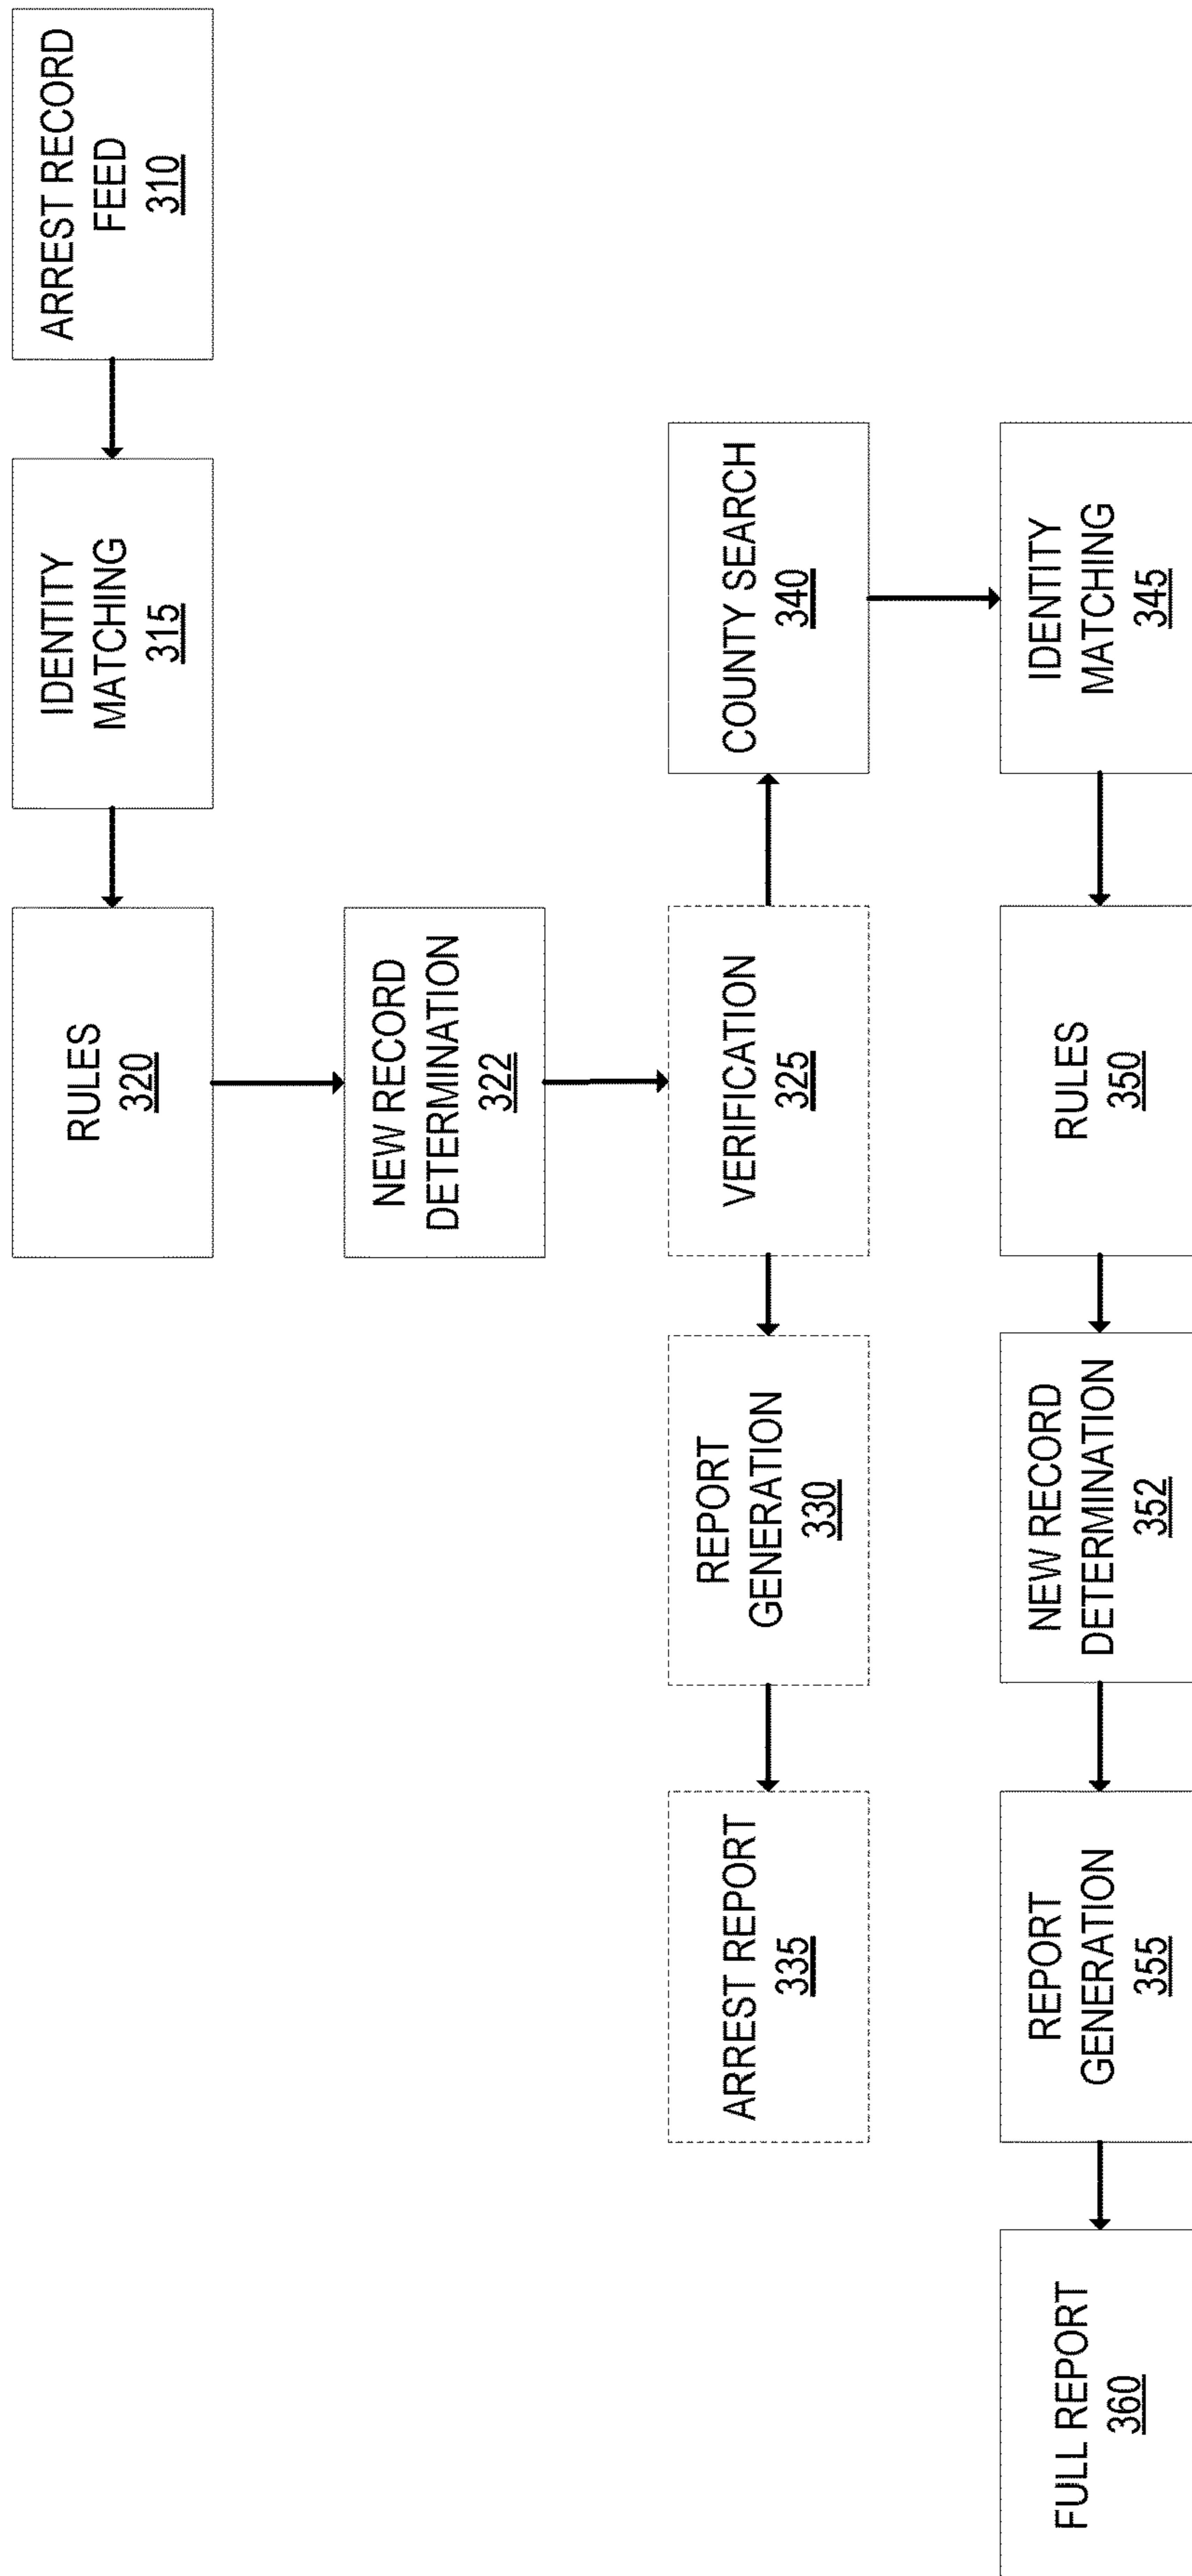 ARREST RECORD
FEED
310
IDENTITY
MATCHING
315
RULES
320
NEW RECORD
DETERMINATION
322
VERIFICATION
325
REPORT
GENERATION
330
ARREST REPORT
335
COUNTY SEARCH
340
IDENTITY
MATCHING
345
RULES
350
NEW RECORD
DETERMINATION
352
REPORT
GENERATION
355
FULL REPORT
360